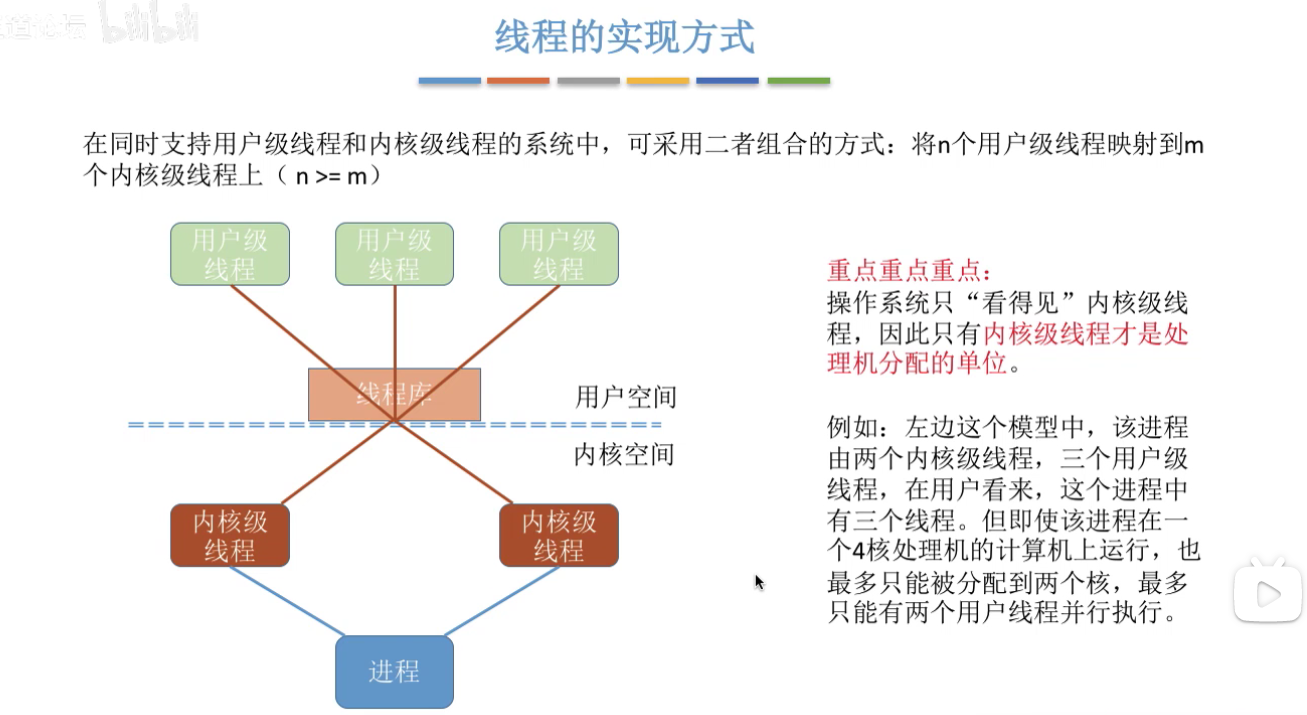 bilibili
线程的实现方式
在同时支持用户级线程和内核级线程的系统中，可采用二者组合的方式：将n个用户级线程映射到m
个内核级线程上（ n >= m）
用户级
线程
用户级
线程
用户级
线程
线程库
用户空间
内核空间
内核级
线程
内核级
线程
进程
重点重点重点：
操作系统只“看得见”内核级线
程，因此只有内核级线程才是处
理机分配的单位。
例如：左边这个模型中，该进程
由两个内核级线程，三个用户级
线程，在用户看来，这个进程中
有三个线程。但即使该进程在一
个4核处理机的计算机上运行，也
最多只能被分配到两个核，最多
只能有两个用户线程并行执行。